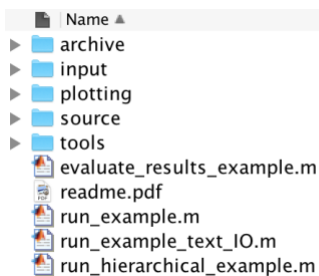 Name
archive
input
plotting
source
tools
evaluate_results_example.m
readme.pdf
run_example.m
run_example_text_IO.m
run_hierarchical_example.m